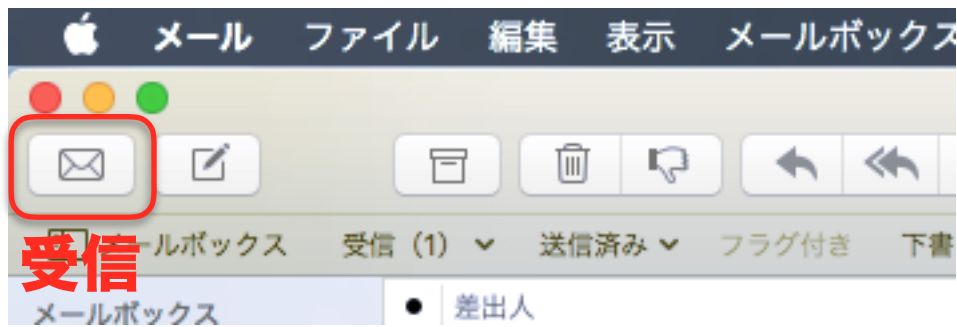 メール ファイル 編集 表示 メールボックス
メールボックス 受信 (1) 送信済み フラグ付き 下書
受信
メールボックス
差出人